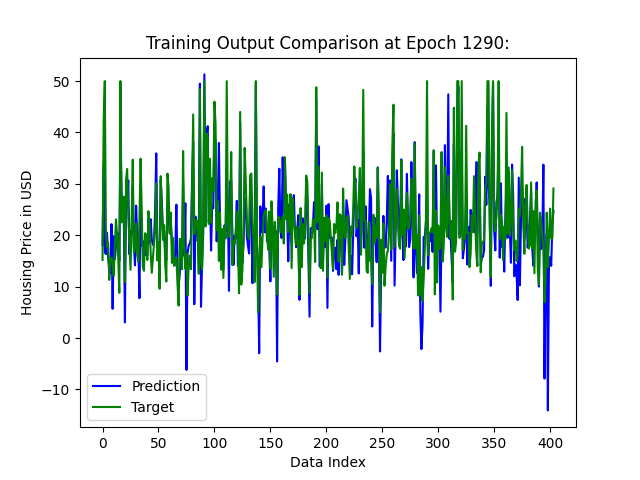 Training Output Comparison at Epoch 1290:
50
40
30
20
10
0
−10
Housing Price in USD
Prediction
Target
0 50 100 150 200 250 300 350 400
Data Index